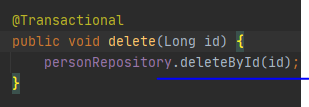 @Transactional
public void delete(Long id) {
personRepository.deleteById(id);
}